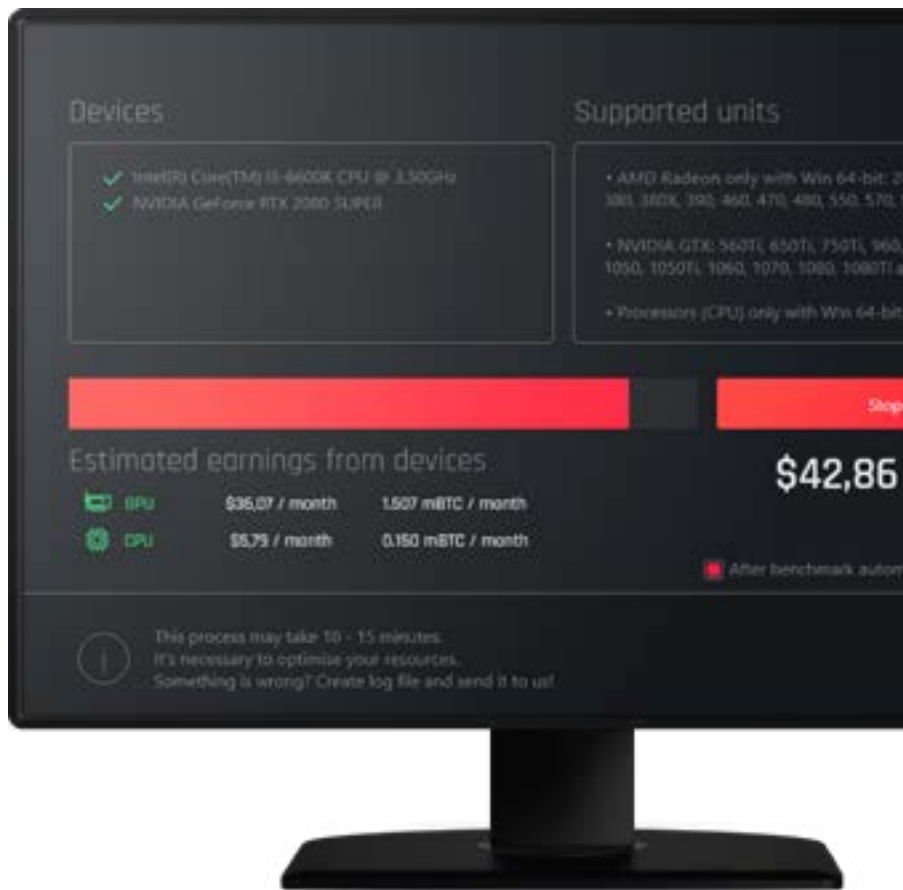 Devices
Intel(R) Core(TM) i5-6600K CPU @ 3.50GHz
NVIDIA GeForce RTX 2080 SUPER
Supported units
• AMD Radeon only with Win 64-bit:
380, 380X, 390, 460, 470, 480, 550, 570,
• NVIDIA GTX: 560Ti, 650Ti, 750Ti, 960,
1050, 1050Ti, 1060, 1070, 1080, 1080Ti
• Processors (CPU) only with Win 64-bit
Stop
Estimated earnings from devices
GPU $36,07 / month 1.507 mBTC / month
CPU $5,79 / month 0.150 mBTC / month
$42,86
After benchmark autom
This process may take 10 - 15 minutes.
It's necessary to optimise your resources.
Something is wrong? Create log file and send it to us!